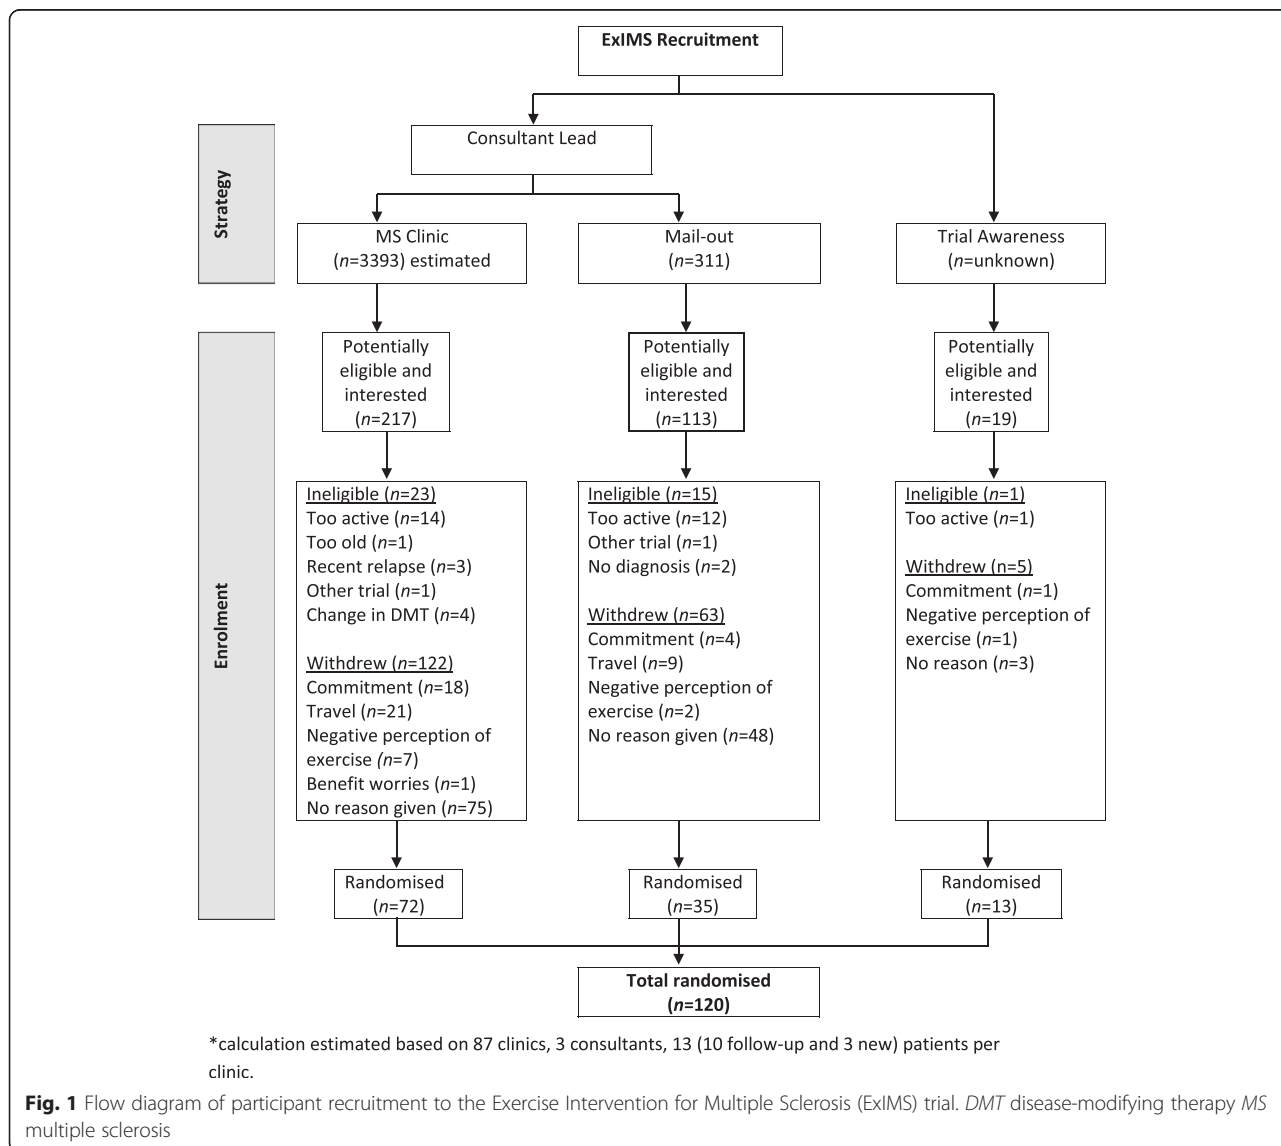 ExIMS Recruitment
Strategy
Consultant Lead
MS Clinic
(n=3393) estimated
Mail-out
(n=311)
Trial Awareness
(n=unknown)
Enrolment
Potentially
eligible and
interested
(n=217)
Potentially
eligible and
interested
(n=113)
Potentially
eligible and
interested
(n=19)
Ineligible (n=23)
Too active (n=14)
Too old (n=1)
Recent relapse (n=3)
Other trial (n=1)
Change in DMT (n=4)
Withdrew (n=122)
Commitment (n=18)
Travel (n=21)
Negative perception of
exercise (n=7)
Benefit worries (n=1)
No reason given (n=75)
Ineligible (n=15)
Too active (n=12)
Other trial (n=1)
No diagnosis (n=2)
Withdrew (n=63)
Commitment (n=4)
Travel (n=9)
Negative perception of
exercise (n=2)
No reason given (n=48)
Ineligible (n=1)
Too active (n=1)
Withdrew (n=5)
Commitment (n=1)
Negative perception of
exercise (n=1)
No reason (n=3)
Randomised
(n=72)
Randomised
(n=35)
Randomised
(n=13)
Total randomised
(n=120)
*calculation estimated based on 87 clinics, 3 consultants, 13 (10 follow-up and 3 new) patients per
clinic.
Fig. 1 Flow diagram of participant recruitment to the Exercise Intervention for Multiple Sclerosis (ExIMS) trial. DMT disease-modifying therapy MS
multiple sclerosis